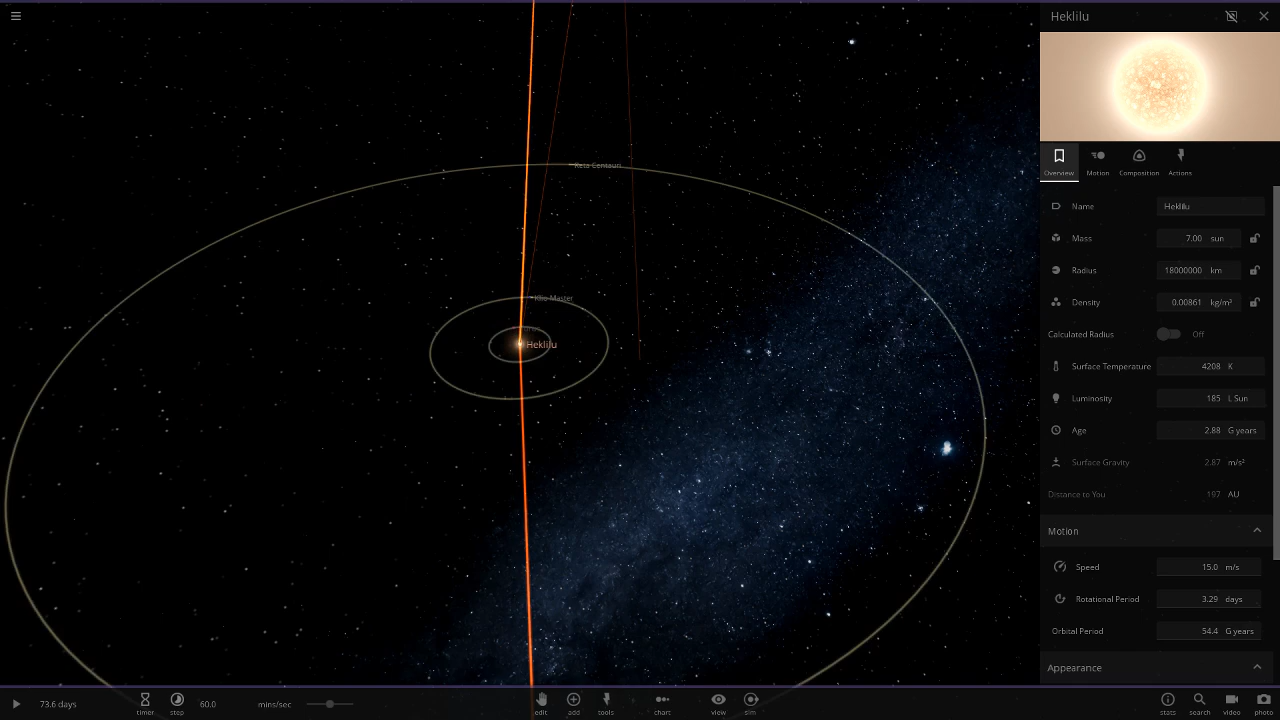 Heklilu
Keta Centauri
Klio Master
Heklilu
Overview
Motion
Composition
Actions
Name Heklilu
Mass 7.00 sun
Radius 18000000 km
Density 0.00861 kg/m³
Calculated Radius Off
Surface Temperature 4208 K
Luminosity 185 L Sun
Age 2.88 G years
Surface Gravity 2.87 m/s²
Distance to You 197 AU
Motion
Speed 15.0 m/s
Rotational Period 3.29 days
Orbital Period 54.4 G years
Appearance
73.6 days
timer
step
60.0 mins/sec
edit
add
tools
chart
view
sim
stats
search
video
photo